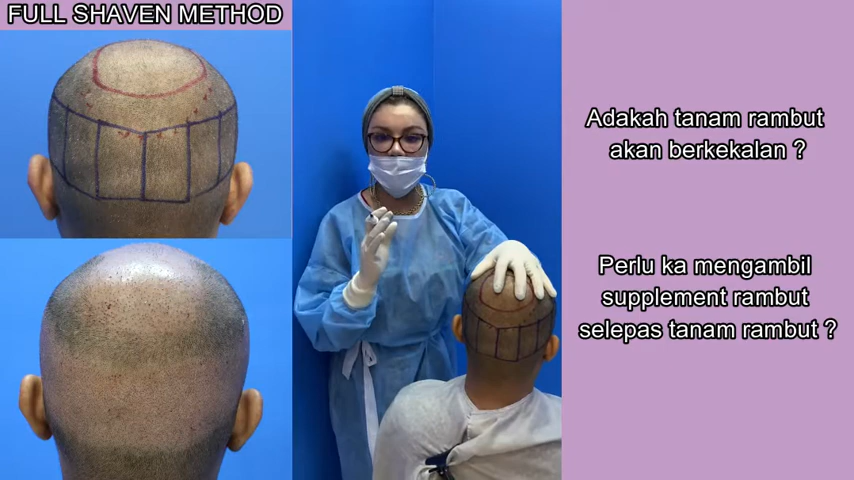 FULL SHAVEN METHOD
Adakah tanam rambut
akan berkekalan ?
Perlu ka mengambil
supplement rambut
selepas tanam rambut ?